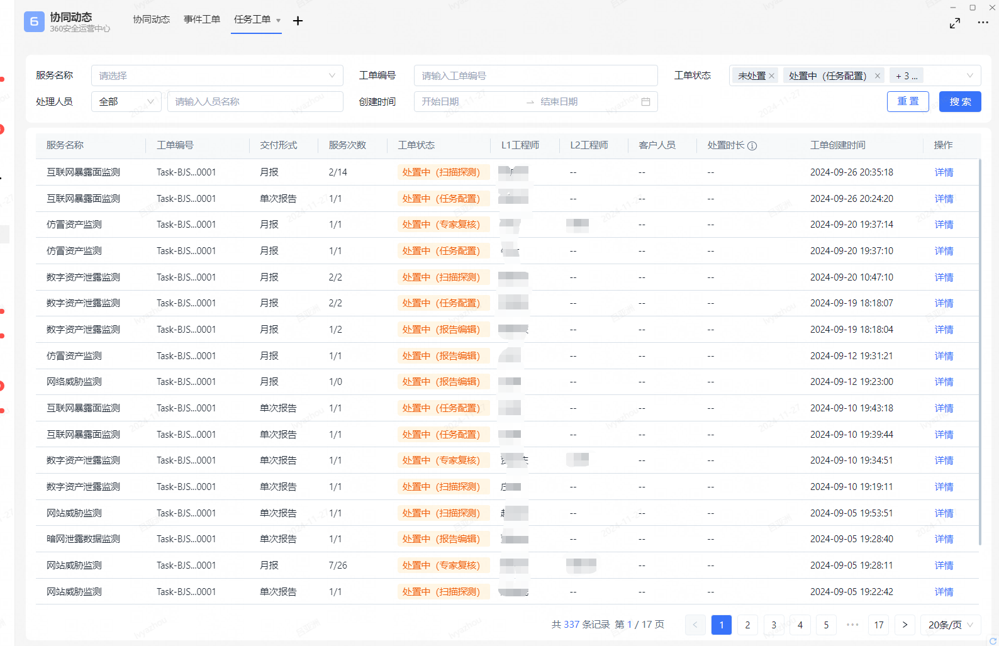 协同动态
360安全运营中心
协同动态 事件工单 任务工单
服务名称 请选择 工单编号 请输入工单编号 工单状态 未处置 × 处置中（任务配置） × + 3 ...
处理人员 全部 请输入人员名称 创建时间 开始日期 → 结束日期 重 置 搜 索
服务名称 工单编号 交付形式 服务次数 工单状态 L1工程师 L2工程师 客户人员 处置时长 工单创建时间 操作
互联网暴露面监测 Task-BJS...0001 月报 2/14 处置中（扫描探测） -- -- -- 2024-09-26 20:35:18 详情
互联网暴露面监测 Task-BJS...0001 单次报告 1/1 处置中（任务配置） -- -- -- 2024-09-26 20:24:20 详情
仿冒资产监测 Task-BJS...0001 月报 1/1 处置中（专家复核） -- -- 2024-09-20 19:37:14 详情
仿冒资产监测 Task-BJS...0001 月报 1/1 处置中（任务配置） -- -- -- 2024-09-20 19:37:10 详情
数字资产泄露监测 Task-BJS...0001 月报 2/2 处置中（扫描探测） -- -- -- 2024-09-20 10:47:10 详情
数字资产泄露监测 Task-BJS...0001 月报 2/2 处置中（任务配置） -- -- -- 2024-09-19 18:18:07 详情
数字资产泄露监测 Task-BJS...0001 月报 1/2 处置中（报告编辑） -- -- -- 2024-09-19 18:18:04 详情
仿冒资产监测 Task-BJS...0001 月报 1/1 处置中（报告编辑） -- -- -- 2024-09-12 19:31:21 详情
网络威胁监测 Task-BJS...0001 月报 1/0 处置中（报告编辑） -- -- -- 2024-09-12 19:23:00 详情
互联网暴露面监测 Task-BJS...0001 单次报告 1/1 处置中（任务配置） -- -- -- 2024-09-10 19:43:18 详情
互联网暴露面监测 Task-BJS...0001 单次报告 1/1 处置中（任务配置） -- -- -- 2024-09-10 19:39:44 详情
数字资产泄露监测 Task-BJS...0001 单次报告 1/1 处置中（专家复核） -- -- 2024-09-10 19:34:51 详情
数字资产泄露监测 Task-BJS...0001 单次报告 1/1 处置中（扫描探测） -- -- -- 2024-09-10 19:19:11 详情
网站威胁监测 Task-BJS...0001 单次报告 1/1 处置中（扫描探测） -- -- -- 2024-09-05 19:53:51 详情
暗网泄露数据监测 Task-BJS...0001 单次报告 1/1 处置中（报告编辑） -- -- -- 2024-09-05 19:28:40 详情
网站威胁监测 Task-BJS...0001 月报 7/26 处置中（专家复核） -- -- 2024-09-05 19:28:11 详情
网站威胁监测 Task-BJS...0001 单次报告 1/1 处置中（扫描探测） -- -- -- 2024-09-05 19:22:42 详情
共 337 条记录 第 1 / 17 页 < 1 2 3 4 5 ••• 17 > 20条/页